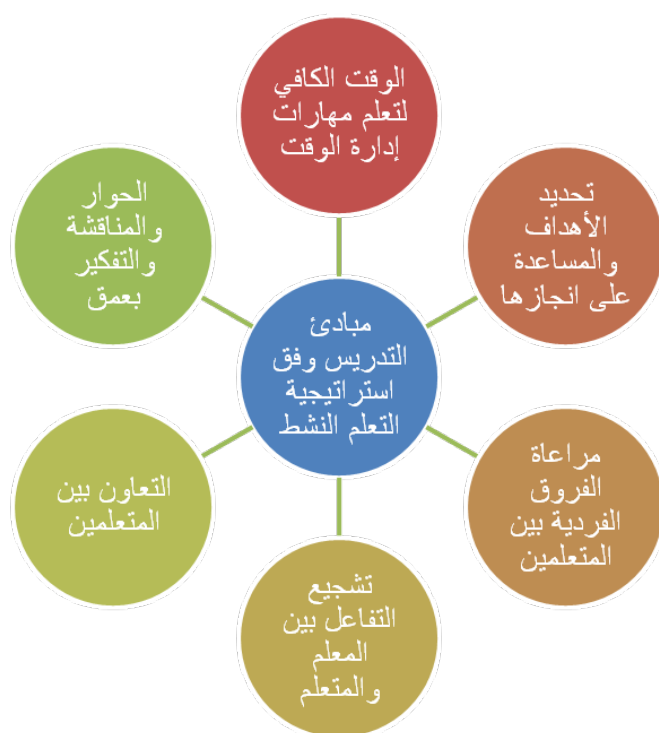 الوقت الكافي
لتعلم مهارات
إدارة الوقت
تحديد
الأهداف
والمساعدة
على انجازها
مراعاة
الفروق
الفردية بين
المتعلمين
تشجيع
التفاعل بين
المعلم
والمتعلم
التعاون بين
المتعلمين
الحوار
والمناقشة
والتفكير
بعمق
مبادئ
التدريس وفق
استراتيجية
التعلم النشط